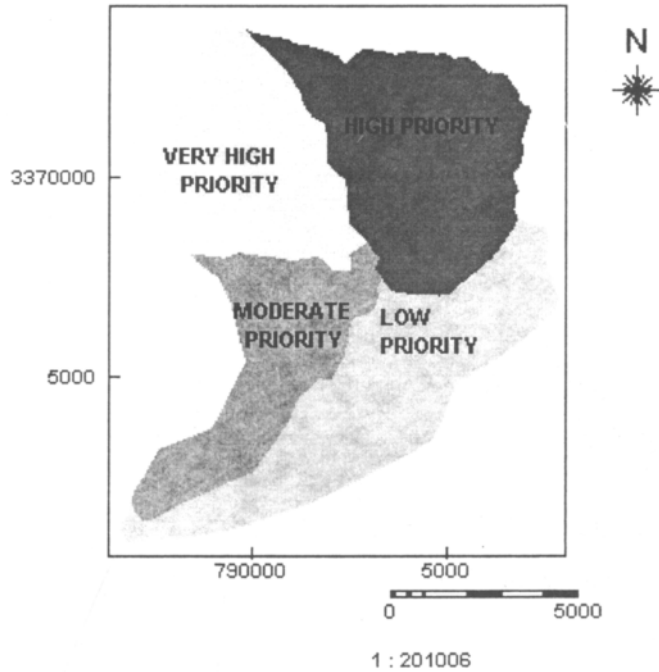 N
HIGH PRIORITY
VERY HIGH
PRIORITY
3370000
MODERATE
PRIORITY
LOW
PRIORITY
5000
790000
5000
0
5000
1 : 201006